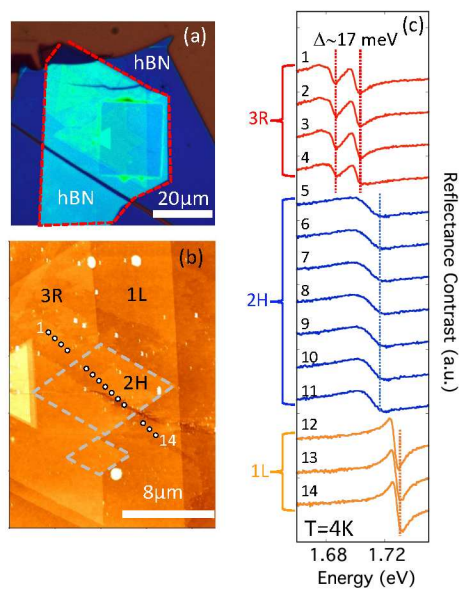 (a)
hBN
hBN
20μm
(b)
3R
1L
1
2H
14
8μm
(c)
Δ~17 meV
1
2
3R
3
4
5
6
7
2H
8
9
10
11
12
1L
13
14
T=4K
1.68
1.72
Energy (eV)
Reflectance Contrast (a.u.)